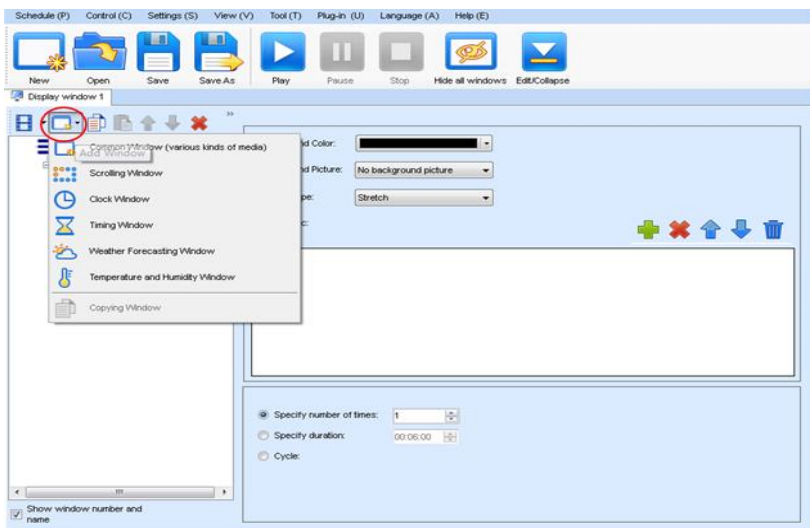 Schedule (P) Control (C) Settings (S) View (V) Tool (T) Plug-in (U) Language (A) Help (E)
New Open Save Save As Play Pause Stop Hide all windows Edit/Collapse
Display window 1
Common Window (various kinds of media)
Add Window
Scrolling Window
Clock Window
Timing Window
Weather Forecasting Window
Temperature and Humidity Window
Copying Window
Color:
Picture: No background picture
Stretch
Specify number of times: 1
Specify duration: 00:06:00
Cycle:
Show window number and
name